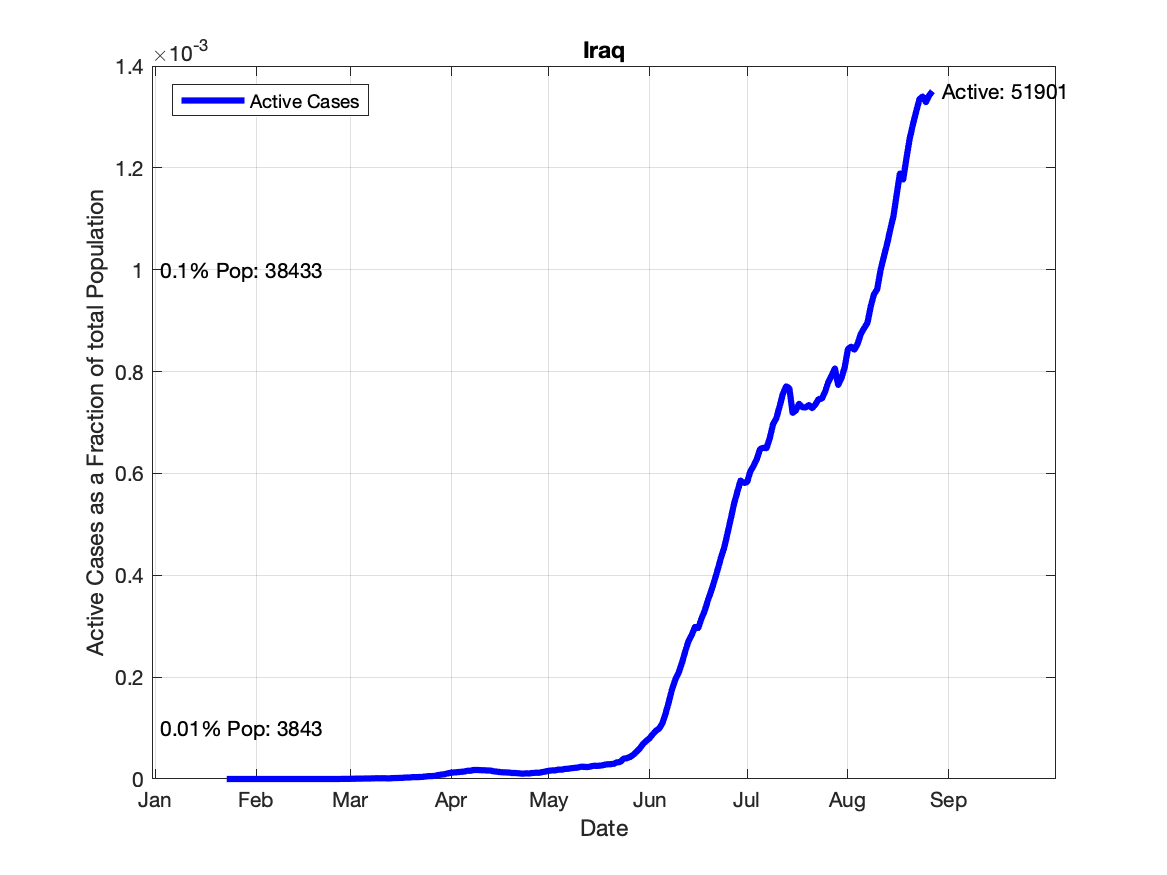 Iraq
×10-3
1.4
1.2
1
0.8
0.6
0.4
0.2
0
Active Cases
Active: 51901
0.1% Pop: 38433
0.01% Pop: 3843
Active Cases as a Fraction of total Population
Jan Feb Mar Apr May Jun Jul Aug Sep
Date